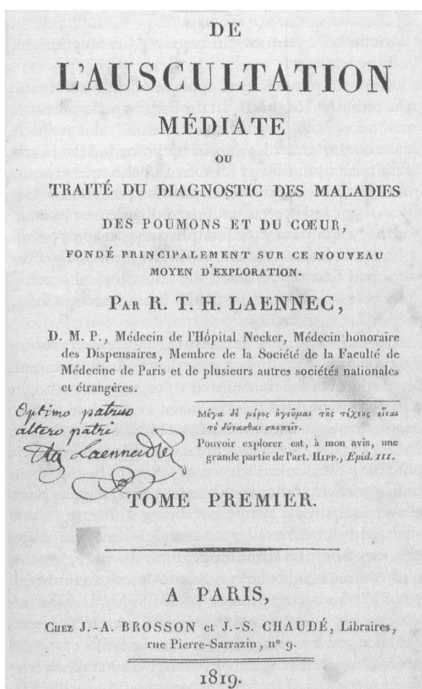 DE
L'AUSCULTATION
MÉDIATE
OU
TRAITÉ DU DIAGNOSTIC DES MALADIES
DES POUMONS ET DU CŒUR,
FONDÉ PRINCIPALEMENT SUR CE NOUVEAU
MOYEN D'EXPLORATION.
PAR R. T. H. LAENNEC,
D. M. P., Médecin de l'Hôpital Necker, Médecin honoraire
des Dispensaires, Membre de la Société de la Faculté de
Médecine de Paris et de plusieurs autres sociétés nationales
et étrangères.
Optimo patruo
altero patri
Laennec
Μέγα δὲ μέρος ἡγεῦμαι τῆς τέχνης εἶναι
τὸ δύνασθαι σκοπεῖν.
Pouvoir explorer est, à mon avis, une
grande partie de l'art. HIPP., Epid. III.
TOME PREMIER.
A PARIS,
CHEZ J.-A. BROSSON et J.-S. CHAUDÉ, Libraires,
rue Pierre-Sarrazin, n° 9.
1819.